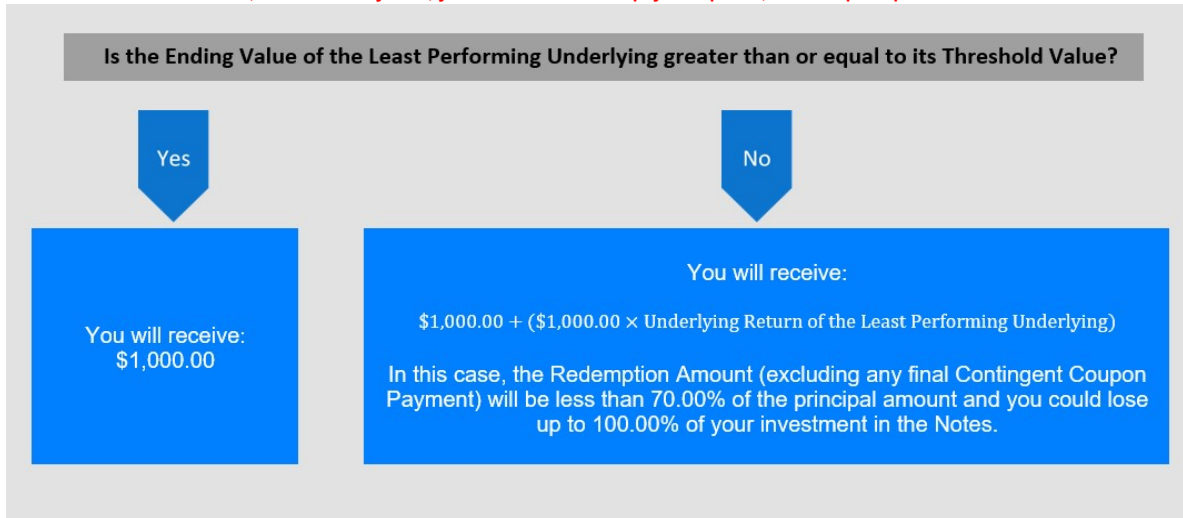 Is the Ending Value of the Least Performing Underlying greater than or equal to its Threshold Value?
Yes
No
You will receive:
$1,000.00
You will receive:
$1,000.00 + ($1,000.00 × Underlying Return of the Least Performing Underlying)
In this case, the Redemption Amount (excluding any final Contingent Coupon
Payment) will be less than 70.00% of the principal amount and you could lose
up to 100.00% of your investment in the Notes.